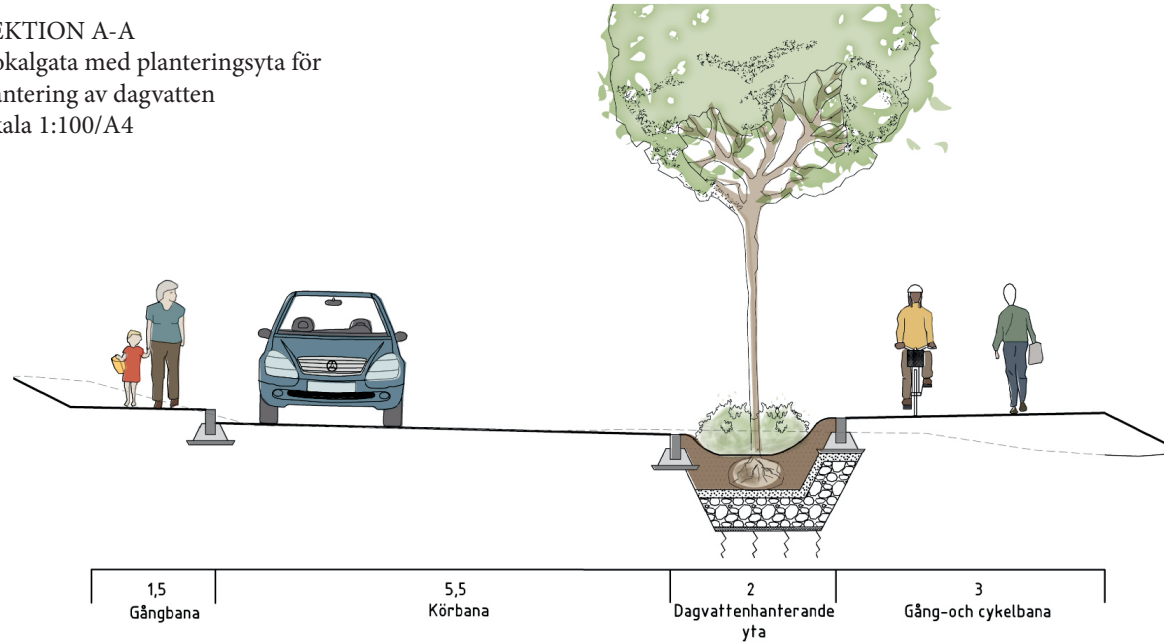 EKTION A-A
okalgata med planteringsyta för
antering av dagvatten
kala 1:100/A4
1,5
Gångbana
5,5
Körbana
2
Dagvattenhanterande
yta
3
Gång-och cykelbana